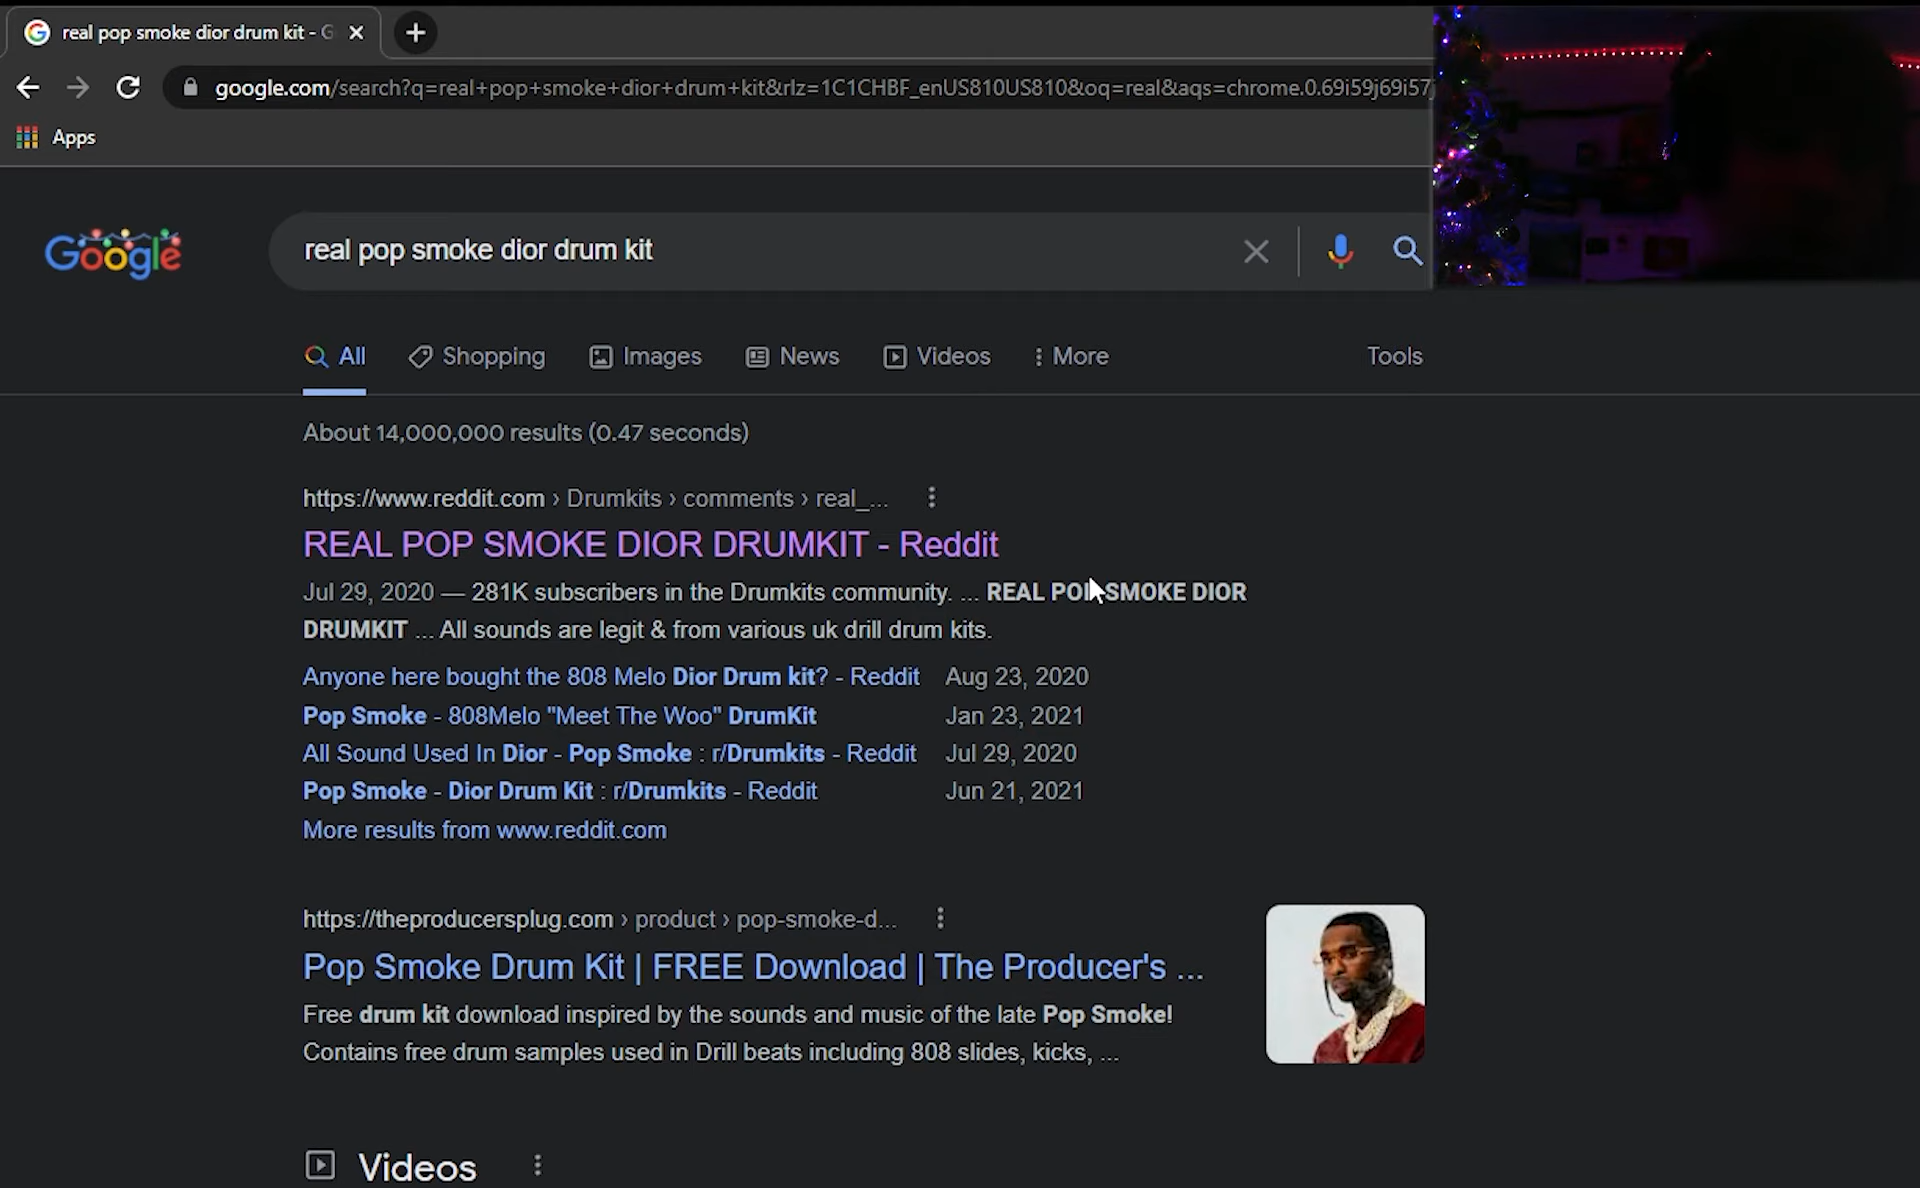 real pop smoke dior drum kit - G
google.com/search?q=real+pop+smoke+dior+drum+kit&rlz=1C1CHBF_enUS810US810&oq=real&aqs=chrome.0.69i59j69i57j
Apps
Google
real pop smoke dior drum kit
All Shopping Images News Videos More Tools
About 14,000,000 results (0.47 seconds)
https://www.reddit.com › Drumkits › comments › real_...
REAL POP SMOKE DIOR DRUMKIT - Reddit
Jul 29, 2020 — 281K subscribers in the Drumkits community. ... REAL POP SMOKE DIOR
DRUMKIT ... All sounds are legit & from various uk drill drum kits.
Anyone here bought the 808 Melo Dior Drum kit? - Reddit Aug 23, 2020
Pop Smoke - 808Melo "Meet The Woo" DrumKit Jan 23, 2021
All Sound Used In Dior - Pop Smoke : r/Drumkits - Reddit Jul 29, 2020
Pop Smoke - Dior Drum Kit : r/Drumkits - Reddit Jun 21, 2021
More results from www.reddit.com
https://theproducersplug.com › product › pop-smoke-d...
Pop Smoke Drum Kit | FREE Download | The Producer's ...
Free drum kit download inspired by the sounds and music of the late Pop Smoke!
Contains free drum samples used in Drill beats including 808 slides, kicks, ...
Videos